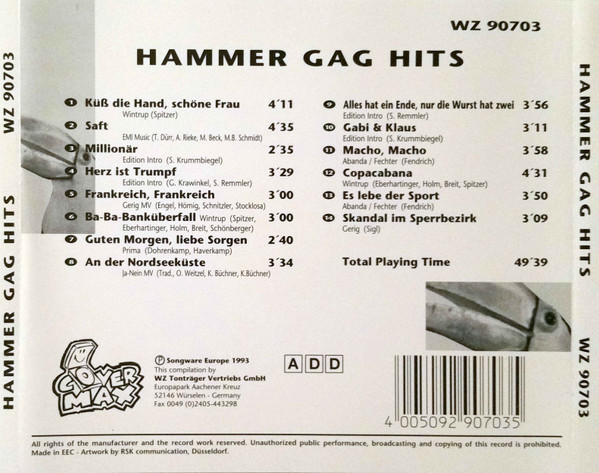 WZ 90703
HAMMER GAG HITS
HAMMER GAG HITS WZ 90703
1 Küß die Hand, schöne Frau 4´11
Wintrup (Spitzer)
2 Saft 4´35
EMI Music (T. Dürr, A. Rieke, M. Beck, M.B. Schmidt)
3 Millionär 2´35
Edition Intro (S. Krummbiegel)
4 Herz ist Trumpf 3´29
Edition Intro (G. Krawinkel, S. Remmler)
5 Frankreich, Frankreich 3´00
Gerig MV (Engel, Hömig, Schnitzler, Stocklosa)
6 Ba-Ba-Banküberfall Wintrup (Spitzer, 3´00
Eberhartinger, Holm, Breit, Schönberger)
7 Guten Morgen, liebe Sorgen 2´40
Prima (Dohrenkamp, Haverkamp)
8 An der Nordseeküste 3´34
Ja-Nein MV (Trad., O. Weitzel, K. Büchner, K.Büchner)
9 Alles hat ein Ende, nur die Wurst hat zwei 3´56
Edition Intro (S. Remmler)
10 Gabi & Klaus 3´11
Edition Intro (S. Krummbiegel)
11 Macho, Macho 3´58
Abanda / Fechter (Fendrich)
12 Copacabana 4´31
Wintrup (Eberhartinger, Holm, Breit, Spitzer)
13 Es lebe der Sport 3´50
Abanda / Fechter (Fendrich)
14 Skandal im Sperrbezirk 3´09
Gerig (Sigl)
Total Playing Time 49´39
COVER
MAX
Ⓟ Songware Europe 1993
This compilation by
WZ Tonträger Vertriebs GmbH
Europapark Aachener Kreuz
52146 Würselen - Germany
Fax 0049 (0)2405-443298
ADD
4 005092 907035
All rights of the manufacturer and the record work reserved. Unauthorized public performance, broadcasting and copying of this record is prohibited.
Made in EEC - Artwork by RSK communication, Düsseldorf.
HAMMER GAG HITS WZ 90703